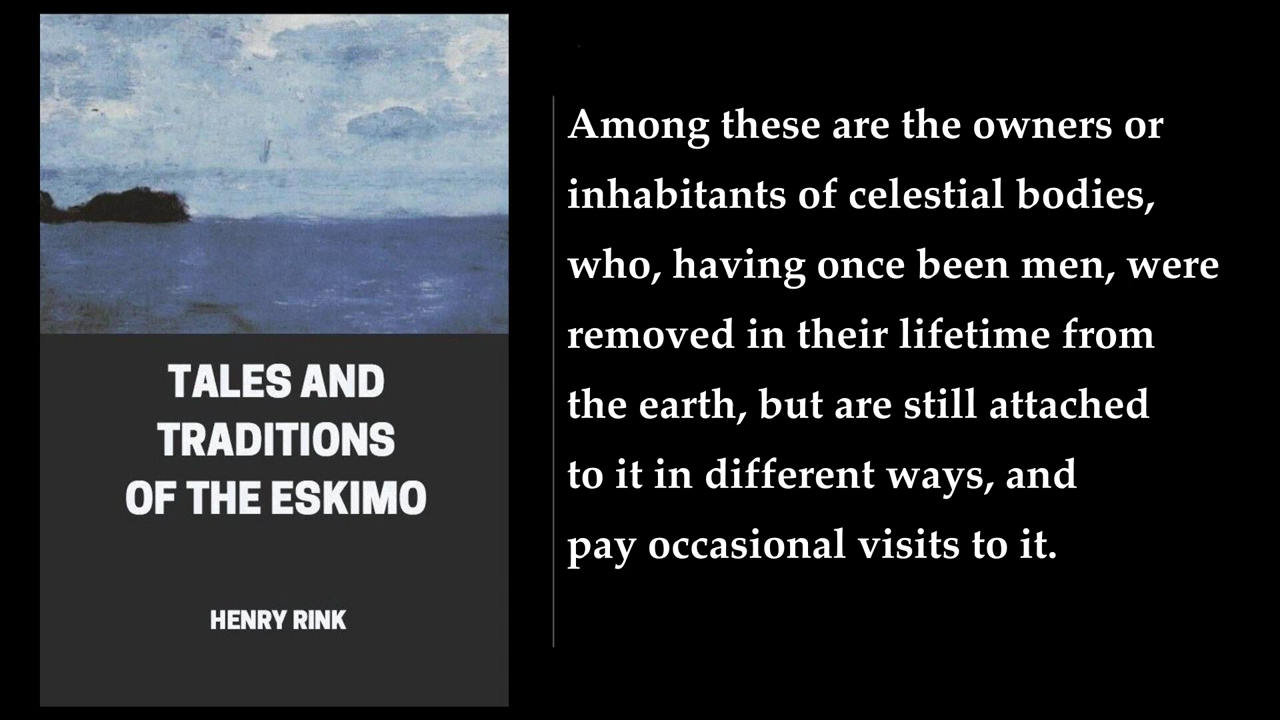 TALES AND
TRADITIONS
OF THE ESKIMO
HENRY RINK
Among these are the owners or
inhabitants of celestial bodies,
who, having once been men, were
removed in their lifetime from
the earth, but are still attached
to it in different ways, and
pay occasional visits to it.